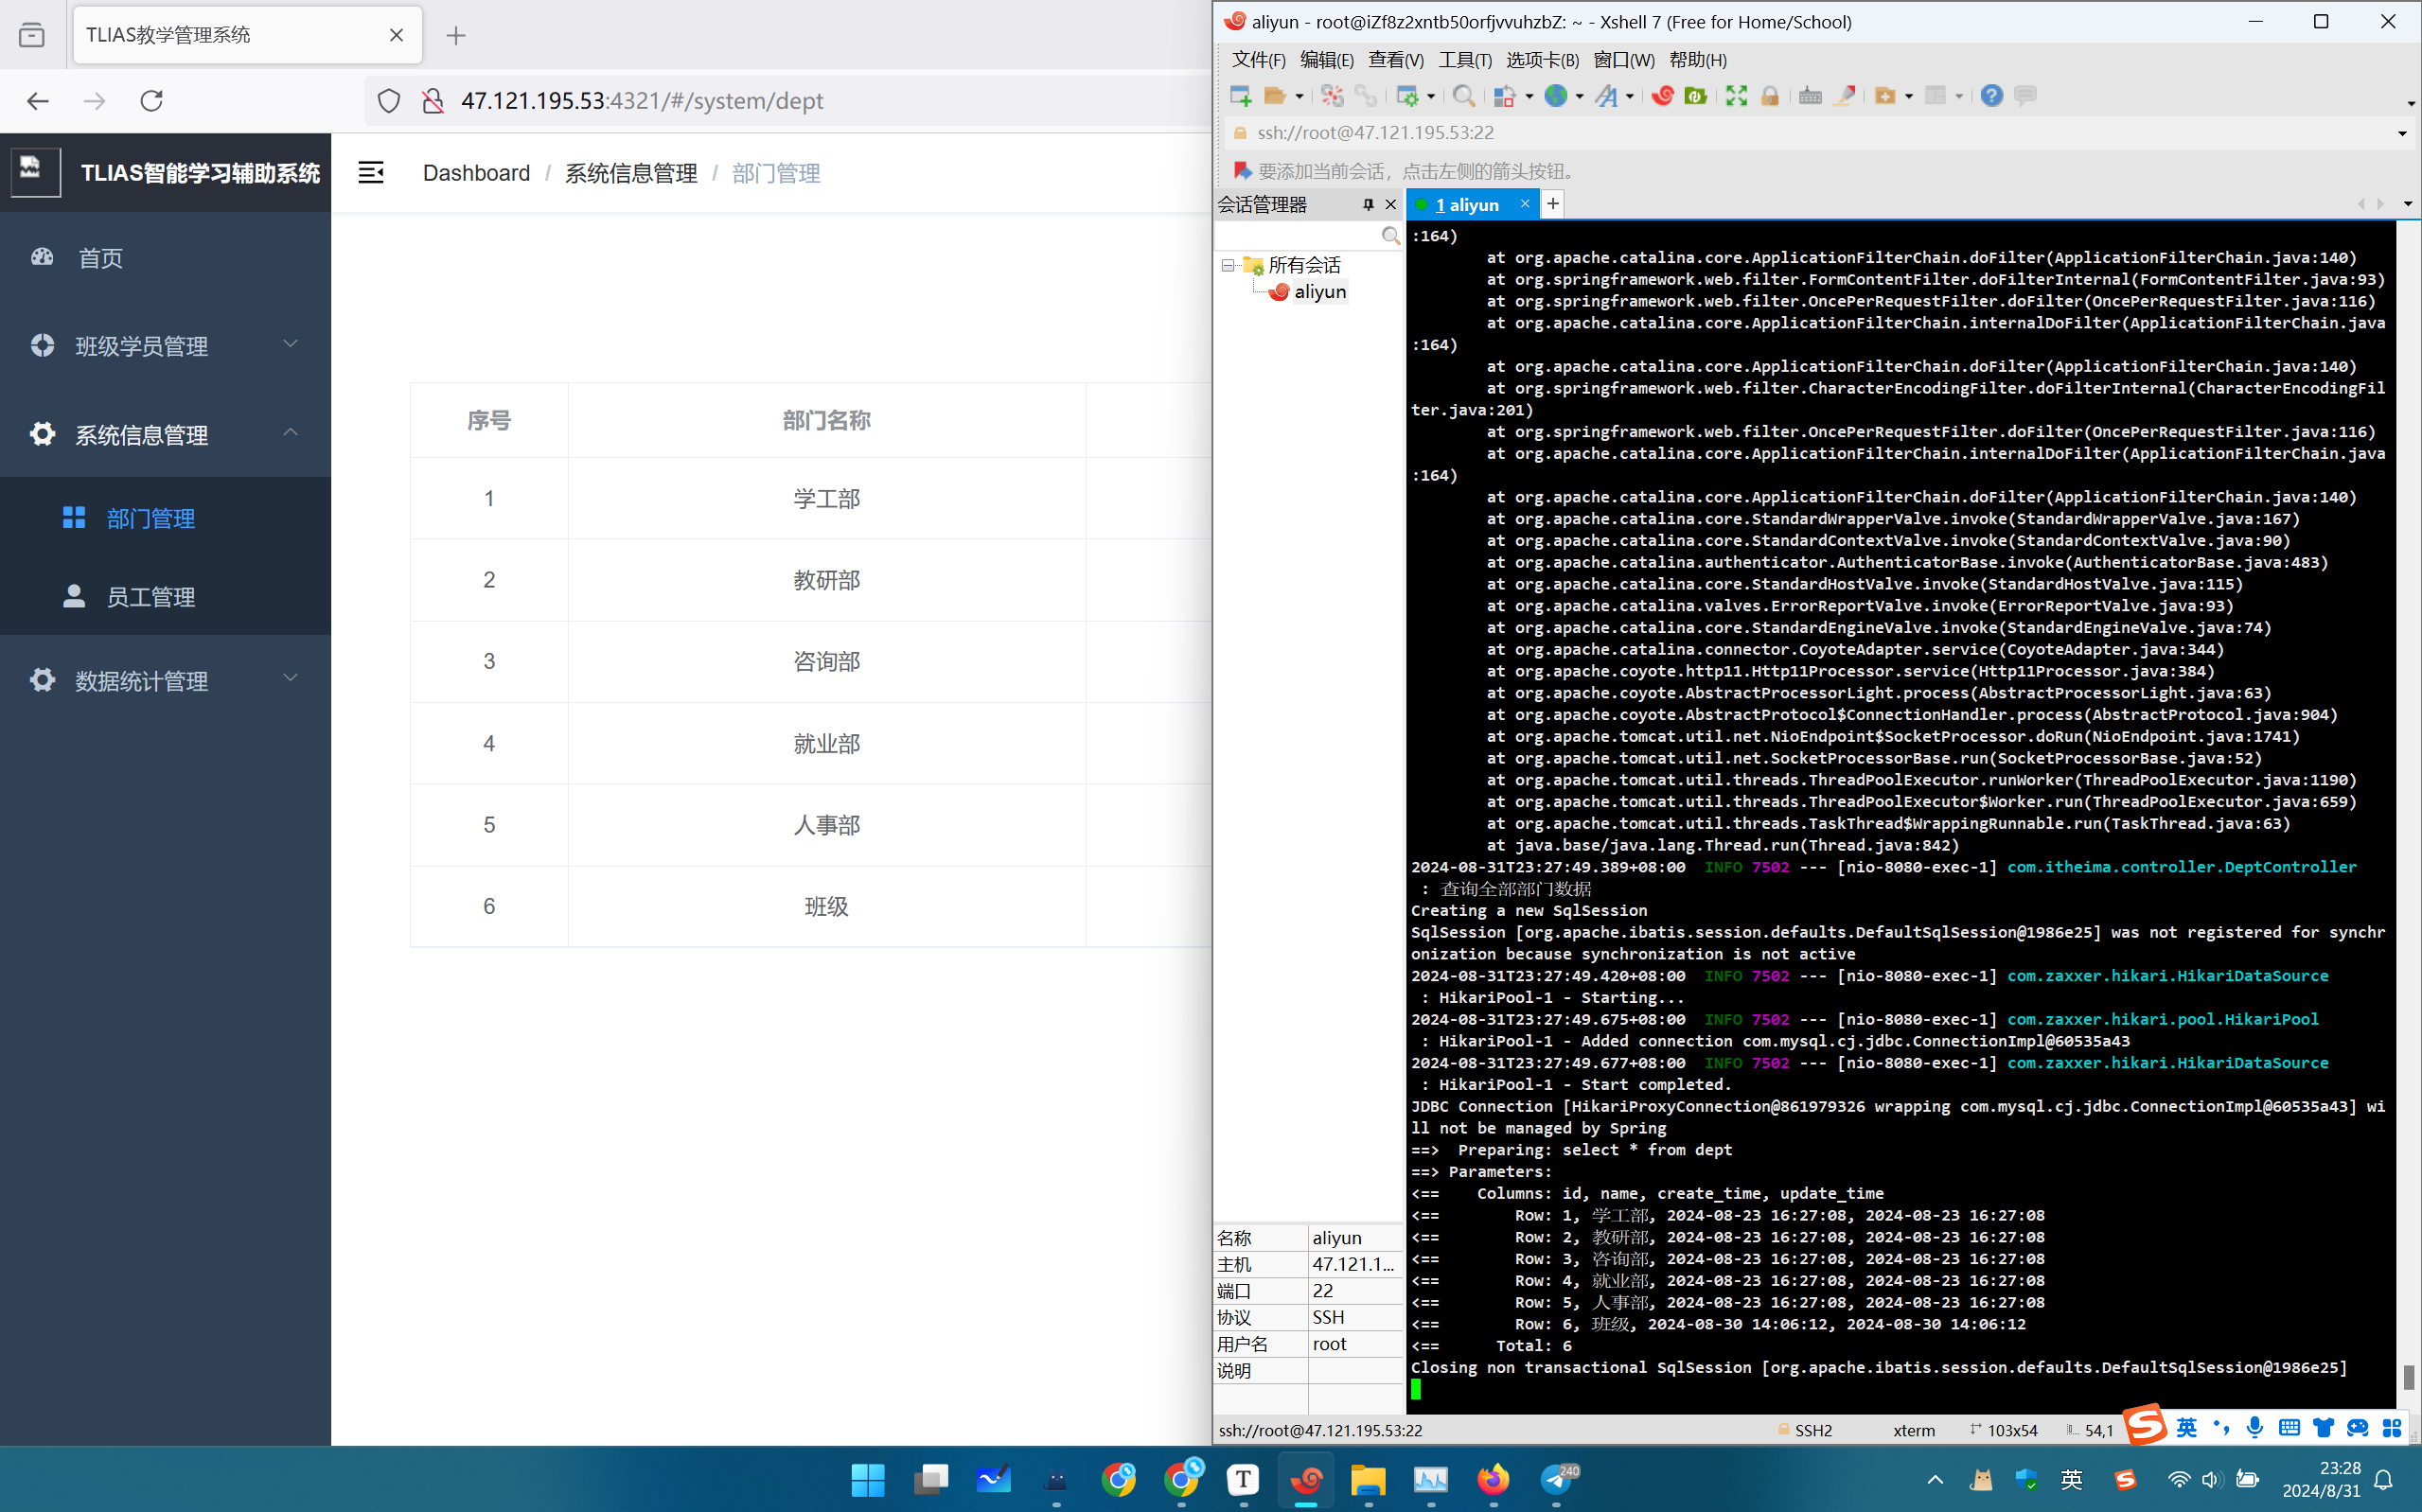 TLIAS教学管理系统
47.121.195.53:4321/#/system/dept
TLIAS智能学习辅助系统
Dashboard / 系统信息管理 / 部门管理
首页
班级学员管理
系统信息管理
部门管理
员工管理
数据统计管理
序号 部门名称
1 学工部
2 教研部
3 咨询部
4 就业部
5 人事部
6 班级
aliyun - root@iZf8z2xntb50orfjvvuhzbZ: ~ - Xshell 7 (Free for Home/School)
文件(F) 编辑(E) 查看(V) 工具(T) 选项卡(B) 窗口(W) 帮助(H)
ssh://root@47.121.195.53:22
要添加当前会话，点击左侧的箭头按钮。
会话管理器
1 aliyun
所有会话
aliyun
:164)
at org.apache.catalina.core.ApplicationFilterChain.doFilter(ApplicationFilterChain.java:140)
at org.springframework.web.filter.FormContentFilter.doFilterInternal(FormContentFilter.java:93)
at org.springframework.web.filter.OncePerRequestFilter.doFilter(OncePerRequestFilter.java:116)
at org.apache.catalina.core.ApplicationFilterChain.internalDoFilter(ApplicationFilterChain.java
:164)
at org.apache.catalina.core.ApplicationFilterChain.doFilter(ApplicationFilterChain.java:140)
at org.springframework.web.filter.CharacterEncodingFilter.doFilterInternal(CharacterEncodingFil
ter.java:201)
at org.springframework.web.filter.OncePerRequestFilter.doFilter(OncePerRequestFilter.java:116)
at org.apache.catalina.core.ApplicationFilterChain.internalDoFilter(ApplicationFilterChain.java
:164)
at org.apache.catalina.core.ApplicationFilterChain.doFilter(ApplicationFilterChain.java:140)
at org.apache.catalina.core.StandardWrapperValve.invoke(StandardWrapperValve.java:167)
at org.apache.catalina.core.StandardContextValve.invoke(StandardContextValve.java:90)
at org.apache.catalina.authenticator.AuthenticatorBase.invoke(AuthenticatorBase.java:483)
at org.apache.catalina.core.StandardHostValve.invoke(StandardHostValve.java:115)
at org.apache.catalina.valves.ErrorReportValve.invoke(ErrorReportValve.java:93)
at org.apache.catalina.core.StandardEngineValve.invoke(StandardEngineValve.java:74)
at org.apache.catalina.connector.CoyoteAdapter.service(CoyoteAdapter.java:344)
at org.apache.coyote.http11.Http11Processor.service(Http11Processor.java:384)
at org.apache.coyote.AbstractProcessorLight.process(AbstractProcessorLight.java:63)
at org.apache.coyote.AbstractProtocol$ConnectionHandler.process(AbstractProtocol.java:904)
at org.apache.tomcat.util.net.NioEndpoint$SocketProcessor.doRun(NioEndpoint.java:1741)
at org.apache.tomcat.util.net.SocketProcessorBase.run(SocketProcessorBase.java:52)
at org.apache.tomcat.util.threads.ThreadPoolExecutor.runWorker(ThreadPoolExecutor.java:1190)
at org.apache.tomcat.util.threads.ThreadPoolExecutor$Worker.run(ThreadPoolExecutor.java:659)
at org.apache.tomcat.util.threads.TaskThread$WrappingRunnable.run(TaskThread.java:63)
at java.base/java.lang.Thread.run(Thread.java:842)
2024-08-31T23:27:49.389+08:00 INFO 7502 --- [nio-8080-exec-1] com.itheima.controller.DeptController
: 查询全部部门数据
Creating a new SqlSession
SqlSession [org.apache.ibatis.session.defaults.DefaultSqlSession@1986e25] was not registered for synchr
onization because synchronization is not active
2024-08-31T23:27:49.420+08:00 INFO 7502 --- [nio-8080-exec-1] com.zaxxer.hikari.HikariDataSource
: HikariPool-1 - Starting...
2024-08-31T23:27:49.675+08:00 INFO 7502 --- [nio-8080-exec-1] com.zaxxer.hikari.pool.HikariPool
: HikariPool-1 - Added connection com.mysql.cj.jdbc.ConnectionImpl@60535a43
2024-08-31T23:27:49.677+08:00 INFO 7502 --- [nio-8080-exec-1] com.zaxxer.hikari.HikariDataSource
: HikariPool-1 - Start completed.
JDBC Connection [HikariProxyConnection@861979326 wrapping com.mysql.cj.jdbc.ConnectionImpl@60535a43] wi
ll not be managed by Spring
==> Preparing: select * from dept
==> Parameters:
<== Columns: id, name, create_time, update_time
<== Row: 1, 学工部, 2024-08-23 16:27:08, 2024-08-23 16:27:08
<== Row: 2, 教研部, 2024-08-23 16:27:08, 2024-08-23 16:27:08
<== Row: 3, 咨询部, 2024-08-23 16:27:08, 2024-08-23 16:27:08
<== Row: 4, 就业部, 2024-08-23 16:27:08, 2024-08-23 16:27:08
<== Row: 5, 人事部, 2024-08-23 16:27:08, 2024-08-23 16:27:08
<== Row: 6, 班级, 2024-08-30 14:06:12, 2024-08-30 14:06:12
<== Total: 6
Closing non transactional SqlSession [org.apache.ibatis.session.defaults.DefaultSqlSession@1986e25]
名称 aliyun
主机 47.121.1...
端口 22
协议 SSH
用户名 root
说明
ssh://root@47.121.195.53:22 SSH2 xterm 103x54 54,1
英
T
240
英
23:28
2024/8/31